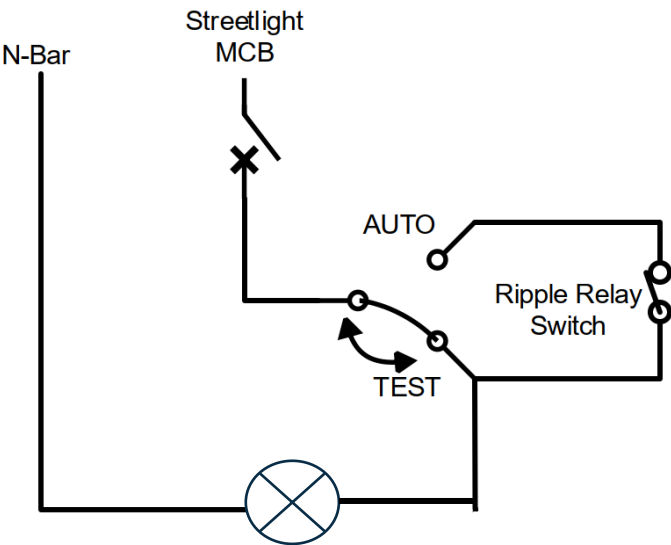 Streetlight
MCB
N-Bar
AUTO
Ripple Relay
Switch
TEST